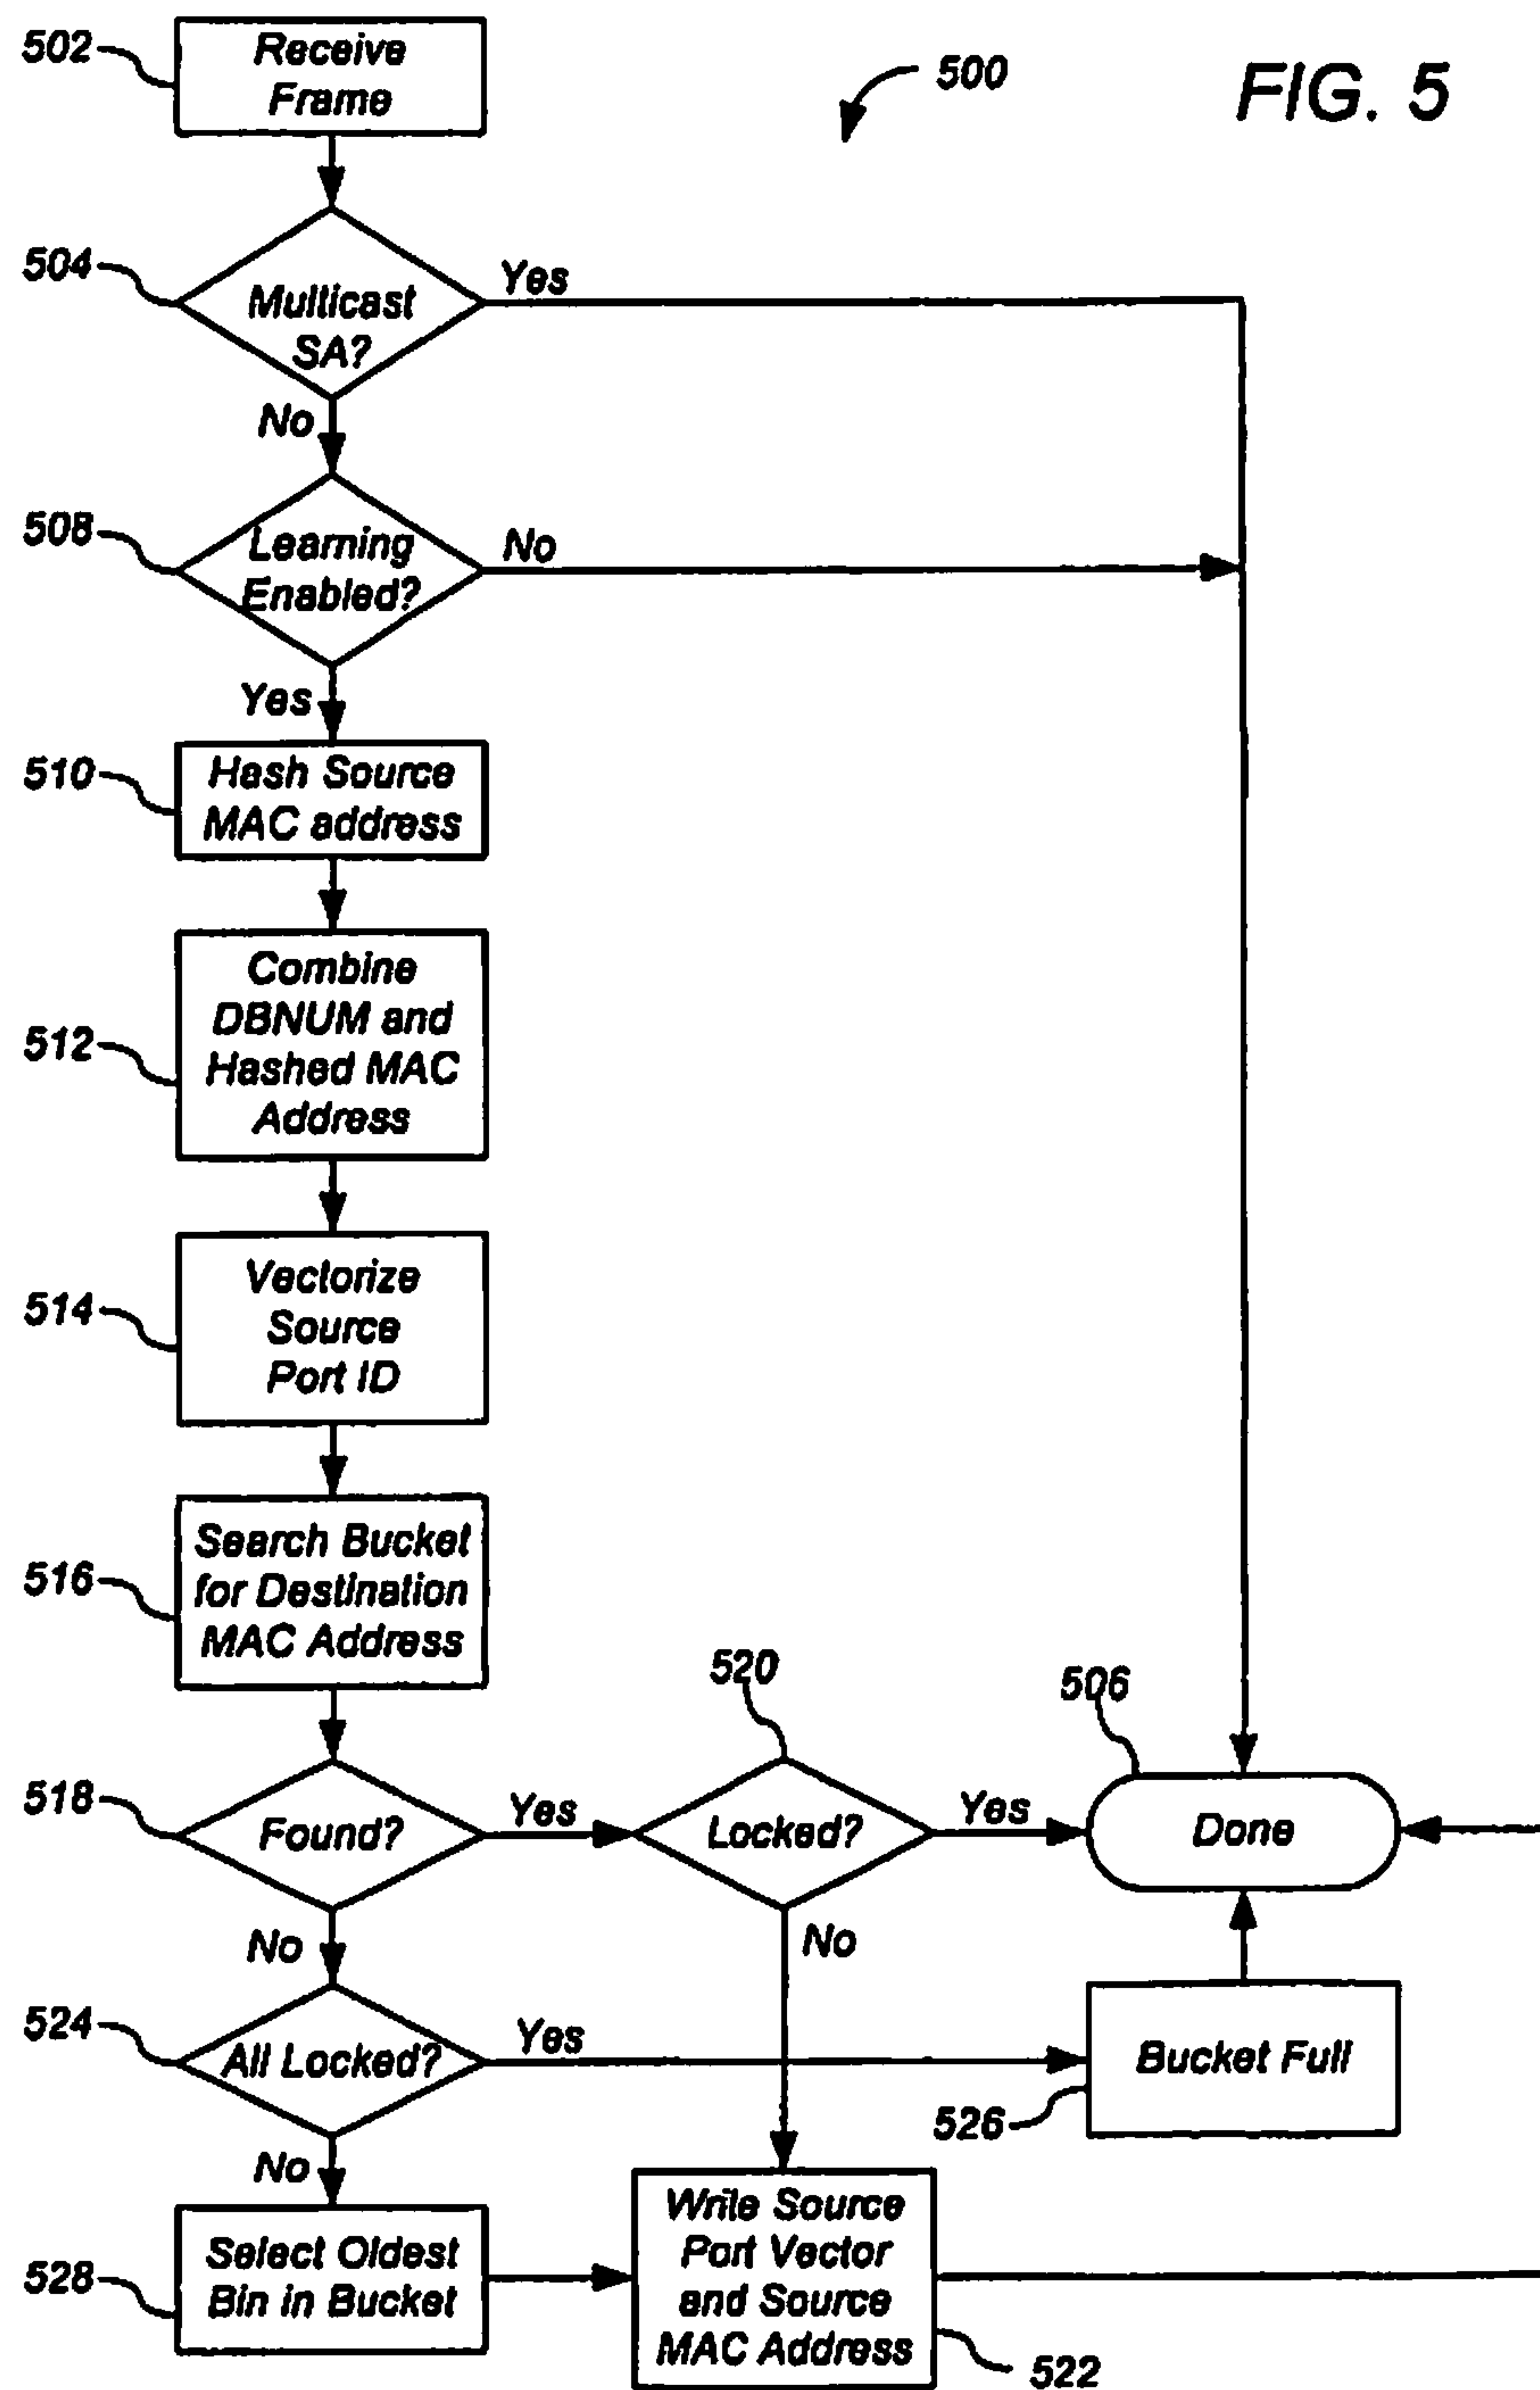 502
Receive
Frame
500
FIG. 5
504
Multicast
SA?
Yes
No
508
Learning
Enabled?
No
Yes
510
Hash Source
MAC address
512
Combine
DBNUM and
Hashed MAC
Address
514
Vectorize
Source
Port ID
516
Search Bucket
for Destination
MAC Address
518
Found?
Yes
520
Locked?
Yes
506
Done
No
No
524
All Locked?
Yes
Bucket Full
526
No
528
Select Oldest
Bin in Bucket
Write Source
Port Vector
and Source
MAC Address
522